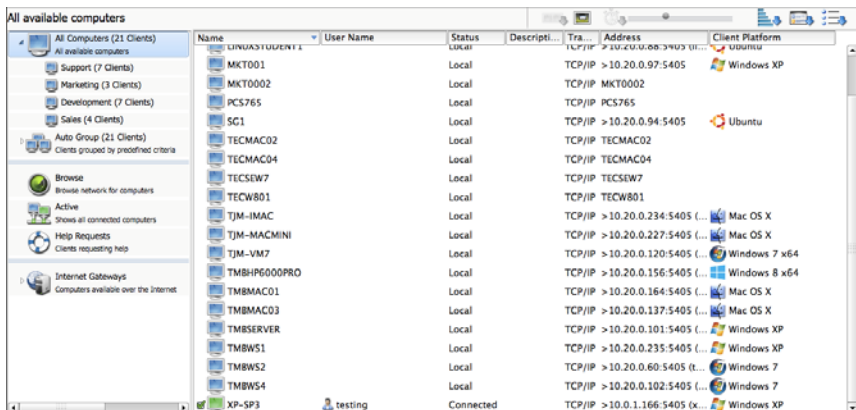 All available computers
All Computers (21 Clients)
All available computers
Support (7 Clients)
Marketing (3 Clients)
Development (7 Clients)
Sales (4 Clients)
Auto Group (21 Clients)
Clients grouped by predefined criteria
Browse
Browse network for computers
Active
Shows all connected computers
Help Requests
Clients requesting help
Internet Gateways
Computers available over the Internet
Name User Name Status Descripti... Tra... Address Client Platform
LINUXSTUDENT1 Local TCP/IP >10.20.0.88:5405 (li... Ubuntu
MKT001 Local TCP/IP >10.20.0.97:5405 Windows XP
MKT0002 Local TCP/IP MKT0002
PCS765 Local TCP/IP PCS765
SG1 Local TCP/IP >10.20.0.94:5405 Ubuntu
TECMAC02 Local TCP/IP TECMAC02
TECMAC04 Local TCP/IP TECMAC04
TECSEW7 Local TCP/IP TECSEW7
TECW801 Local TCP/IP TECW801
TJM-IMAC Local TCP/IP >10.20.0.234:5405 (... Mac OS X
TJM-MACMINI Local TCP/IP >10.20.0.227:5405 (... Mac OS X
TJM-VM7 Local TCP/IP >10.20.0.120:5405 (... Windows 7 x64
TMBHP6000PRO Local TCP/IP >10.20.0.156:5405 (... Windows 8 x64
TMBMAC01 Local TCP/IP >10.20.0.164:5405 (... Mac OS X
TMBMAC03 Local TCP/IP >10.20.0.137:5405 (... Mac OS X
TMBSERVER Local TCP/IP >10.20.0.101:5405 (... Windows XP
TMBWS1 Local TCP/IP >10.20.0.235:5405 (... Windows XP
TMBWS2 Local TCP/IP >10.20.0.60:5405 (t... Windows 7
TMBWS4 Local TCP/IP >10.20.0.102:5405 (... Windows 7
XP-SP3 testing Connected TCP/IP >10.0.1.166:5405 (x... Windows XP